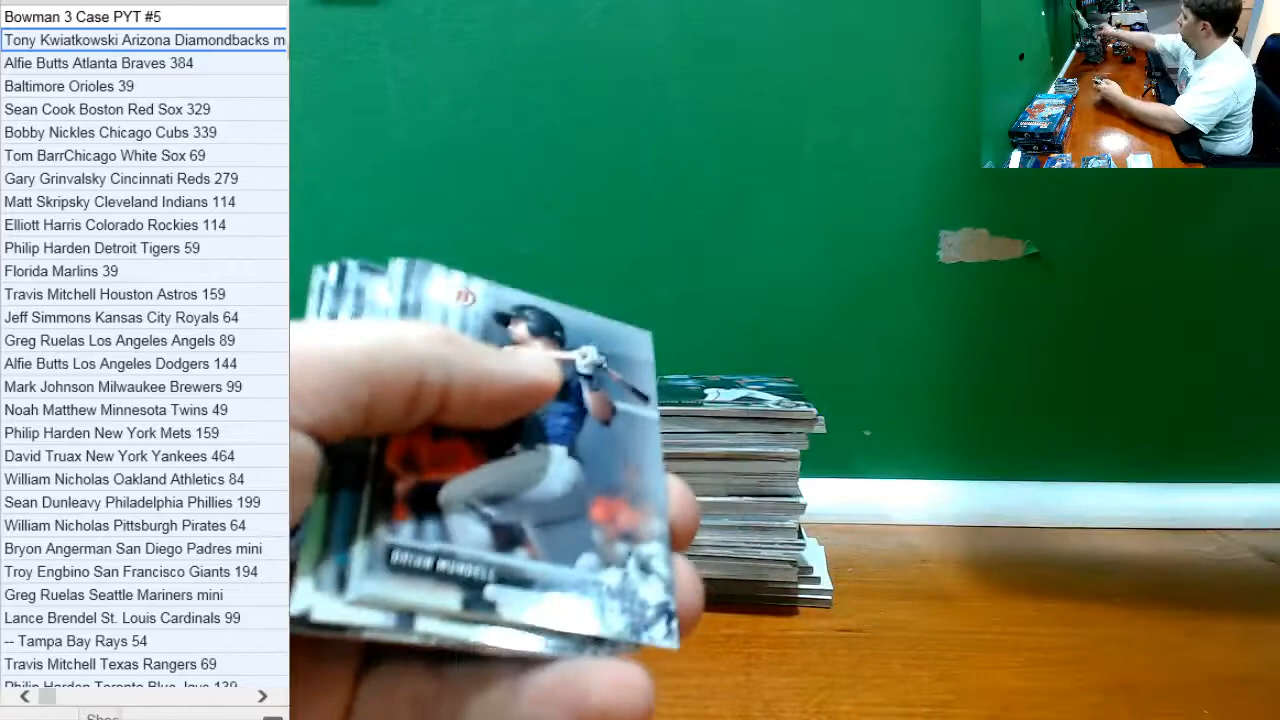 Bowman 3 Case PYT #5
Tony Kwiatkowski Arizona Diamondbacks m
Alfie Butts Atlanta Braves 384
Baltimore Orioles 39
Sean Cook Boston Red Sox 329
Bobby Nickles Chicago Cubs 339
Tom BarrChicago White Sox 69
Gary Grinvalsky Cincinnati Reds 279
Matt Skripsky Cleveland Indians 114
Elliott Harris Colorado Rockies 114
Philip Harden Detroit Tigers 59
Florida Marlins 39
Travis Mitchell Houston Astros 159
Jeff Simmons Kansas City Royals 64
Greg Ruelas Los Angeles Angels 89
Alfie Butts Los Angeles Dodgers 144
Mark Johnson Milwaukee Brewers 99
Noah Matthew Minnesota Twins 49
Philip Harden New York Mets 159
David Truax New York Yankees 464
William Nicholas Oakland Athletics 84
Sean Dunleavy Philadelphia Phillies 199
William Nicholas Pittsburgh Pirates 64
Bryon Angerman San Diego Padres mini
Troy Engbino San Francisco Giants 194
Greg Ruelas Seattle Mariners mini
Lance Brendel St. Louis Cardinals 99
-- Tampa Bay Rays 54
Travis Mitchell Texas Rangers 69
Philip Harden Toronto Blue Jays 139
BRIAN MUNDELL